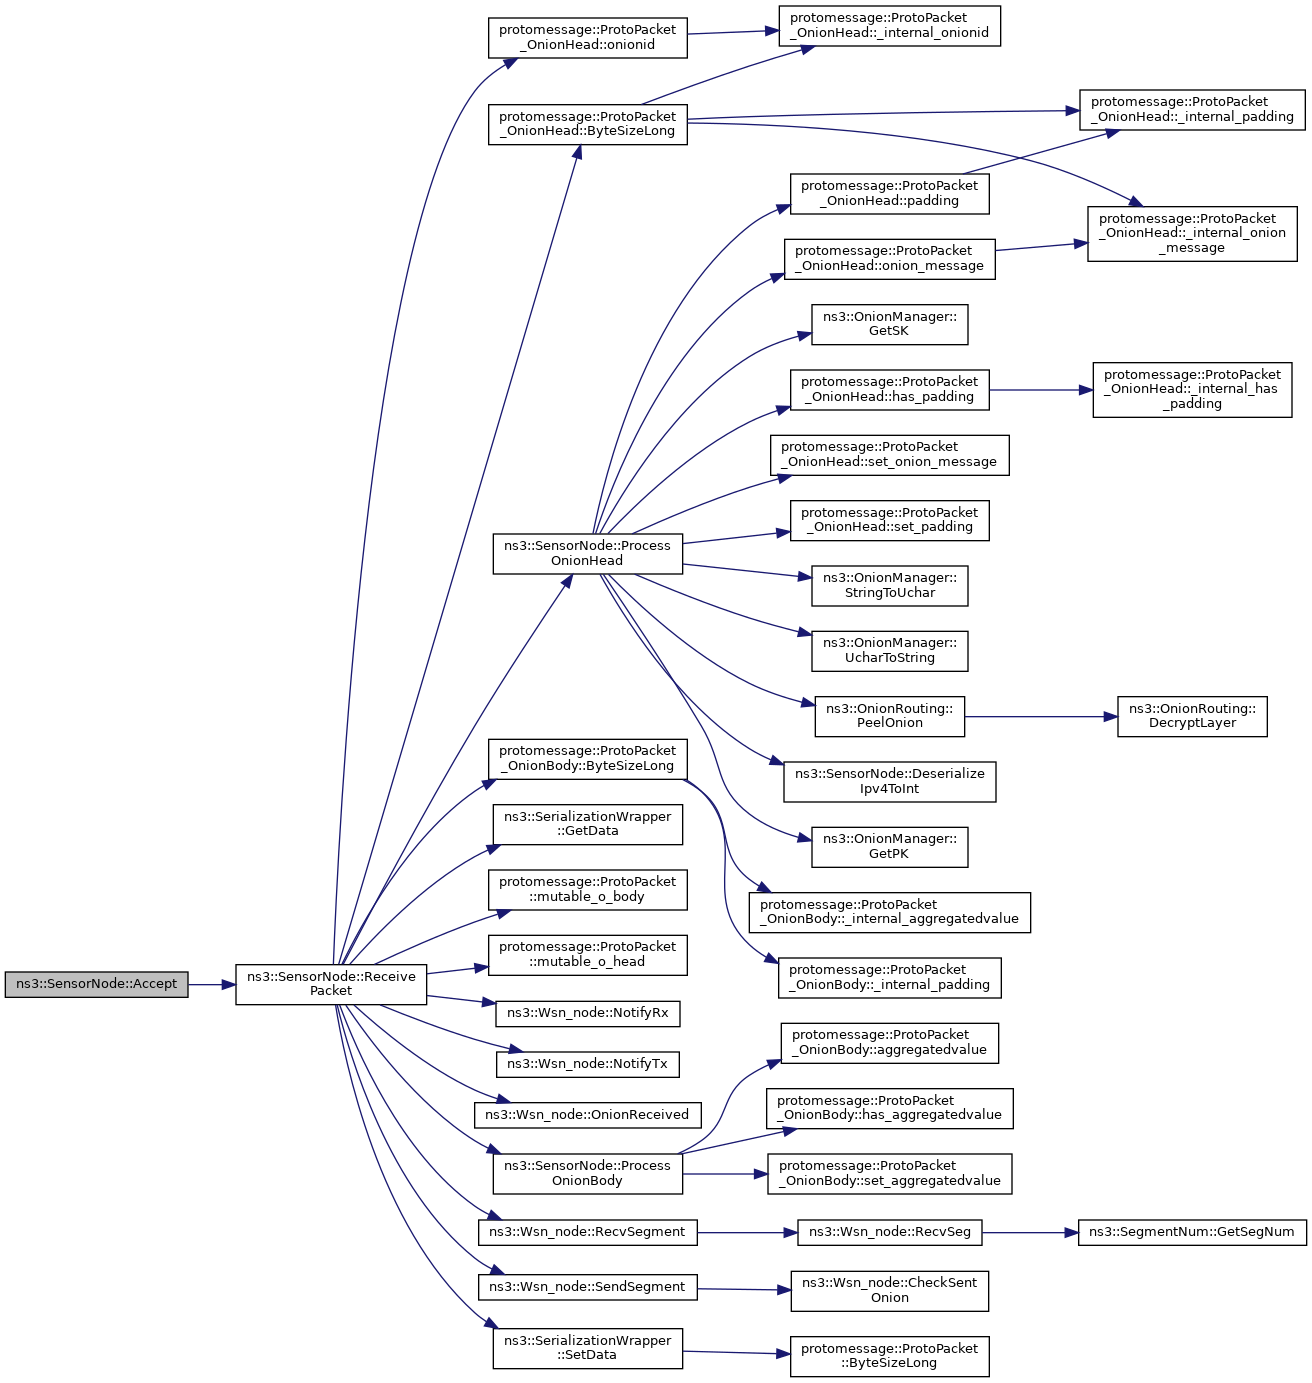 ns3::SensorNode::Accept
ns3::SensorNode::Receive
Packet
protomessage::ProtoPacket
_OnionHead::onionid
protomessage::ProtoPacket
_OnionHead::ByteSizeLong
ns3::SensorNode::Process
OnionHead
protomessage::ProtoPacket
_OnionBody::ByteSizeLong
ns3::SerializationWrapper
::GetData
protomessage::ProtoPacket
::mutable_o_body
protomessage::ProtoPacket
::mutable_o_head
ns3::Wsn_node::NotifyRx
ns3::Wsn_node::NotifyTx
ns3::Wsn_node::OnionReceived
ns3::SensorNode::Process
OnionBody
ns3::Wsn_node::RecvSegment
ns3::Wsn_node::SendSegment
ns3::SerializationWrapper
::SetData
protomessage::ProtoPacket
_OnionHead::_internal_onionid
protomessage::ProtoPacket
_OnionHead::padding
protomessage::ProtoPacket
_OnionHead::onion_message
ns3::OnionManager::
GetSK
protomessage::ProtoPacket
_OnionHead::has_padding
protomessage::ProtoPacket
_OnionHead::set_onion_message
protomessage::ProtoPacket
_OnionHead::set_padding
ns3::OnionManager::
StringToUchar
ns3::OnionManager::
UcharToString
ns3::OnionRouting::
PeelOnion
ns3::SensorNode::Deserialize
Ipv4ToInt
ns3::OnionManager::
GetPK
protomessage::ProtoPacket
_OnionBody::_internal_aggregatedvalue
protomessage::ProtoPacket
_OnionBody::_internal_padding
protomessage::ProtoPacket
_OnionBody::aggregatedvalue
protomessage::ProtoPacket
_OnionBody::has_aggregatedvalue
protomessage::ProtoPacket
_OnionBody::set_aggregatedvalue
ns3::Wsn_node::RecvSeg
ns3::Wsn_node::CheckSent
Onion
protomessage::ProtoPacket
::ByteSizeLong
protomessage::ProtoPacket
_OnionHead::_internal_padding
protomessage::ProtoPacket
_OnionHead::_internal_onion
_message
protomessage::ProtoPacket
_OnionHead::_internal_has
_padding
ns3::OnionRouting::
DecryptLayer
ns3::SegmentNum::GetSegNum